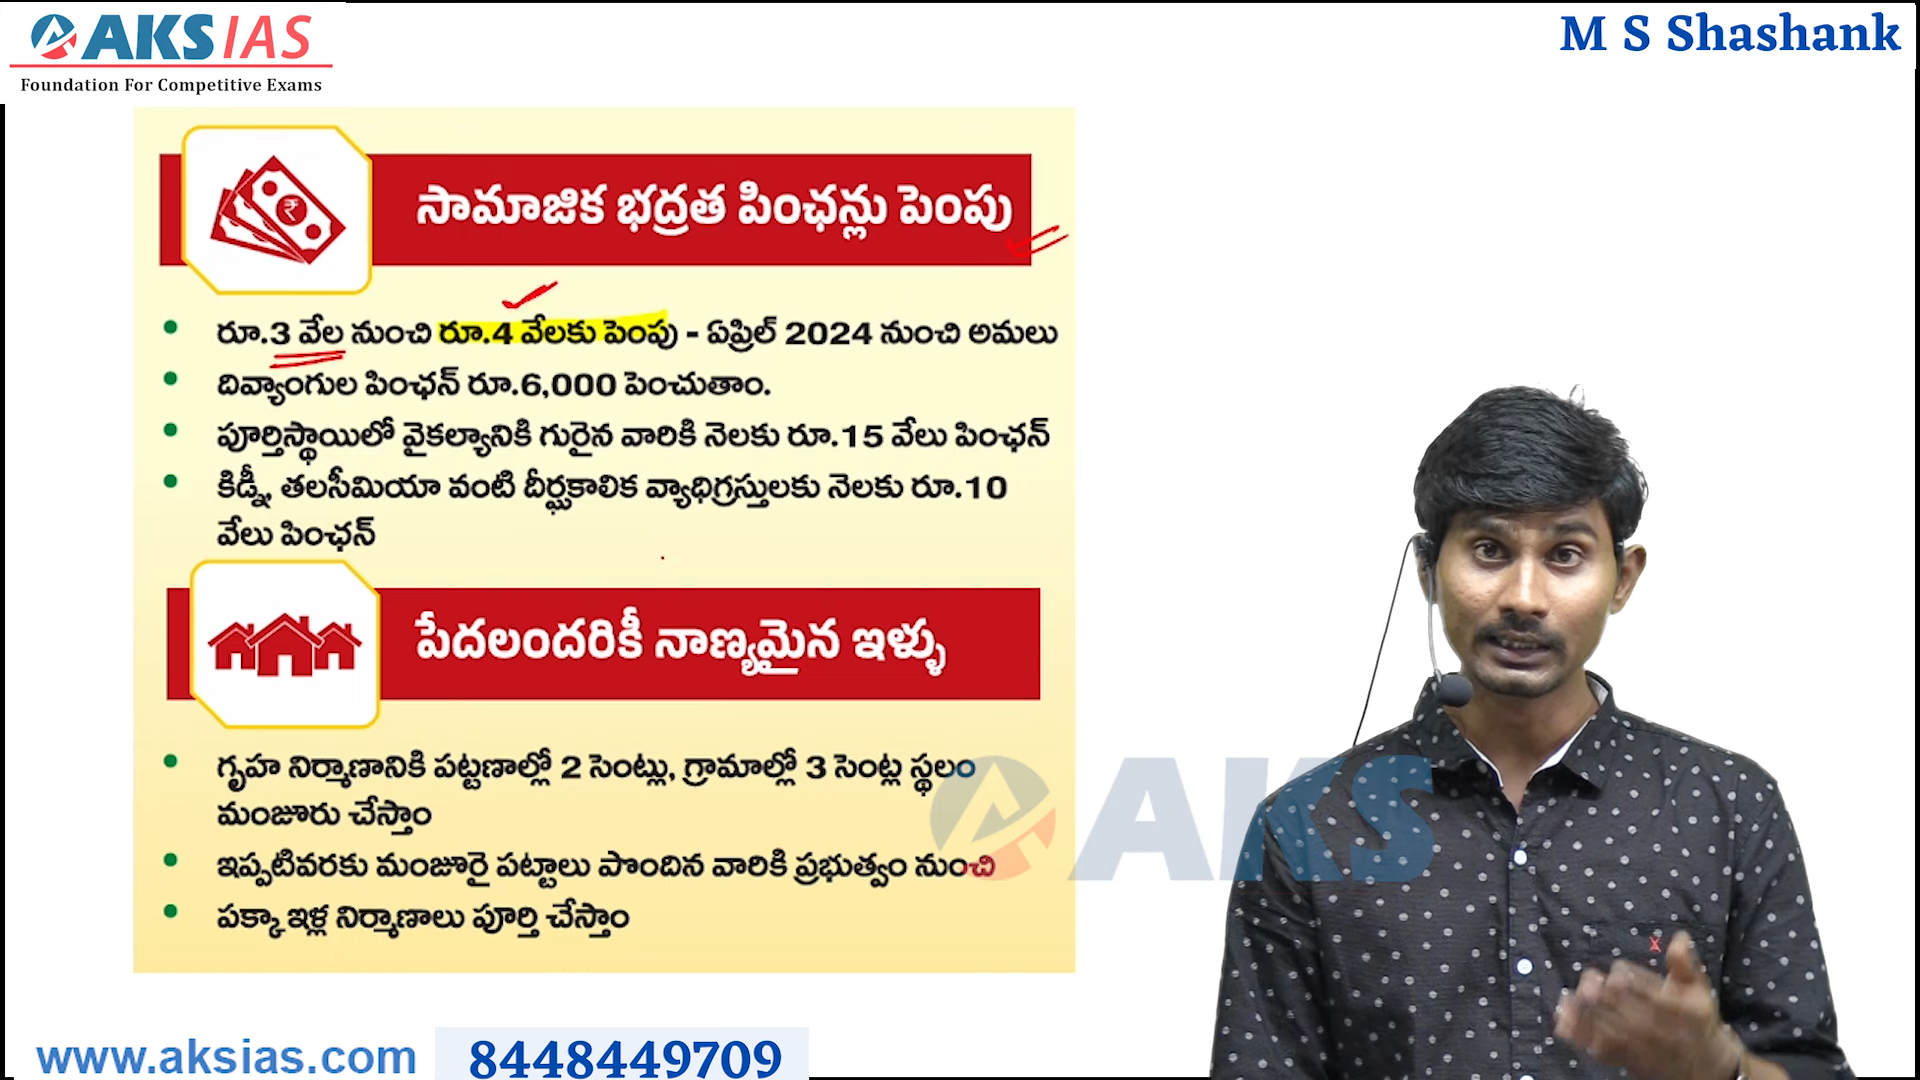 AKS IAS
Foundation For Competitive Exams
M S Shashank
సామాజిక భద్రత పింఛన్లు పెంపు
రూ.3 వేల నుంచి రూ.4 వేలకు పెంపు - ఏప్రిల్ 2024 నుంచి అమలు
దివ్యాంగుల పింఛన్ రూ.6,000 పెంచుతాం.
పూర్తిస్థాయిలో వైకల్యానికి గురైన వారికి నెలకు రూ.15 వేలు పింఛన్
కిడ్నీ, తలసీమియా వంటి దీర్ఘకాలిక వ్యాధిగ్రస్తులకు నెలకు రూ.10
వేలు పింఛన్
పేదలందరికీ నాణ్యమైన ఇళ్ళు
గృహ నిర్మాణానికి పట్టణాల్లో 2 సెంట్లు, గ్రామాల్లో 3 సెంట్ల స్థలం
మంజూరు చేస్తాం
ఇప్పటివరకు మంజూరై పట్టాలు పొందిన వారికి ప్రభుత్వం నుంచి
పక్కా ఇళ్ల నిర్మాణాలు పూర్తి చేస్తాం
AKS
www.aksias.com
8448449709